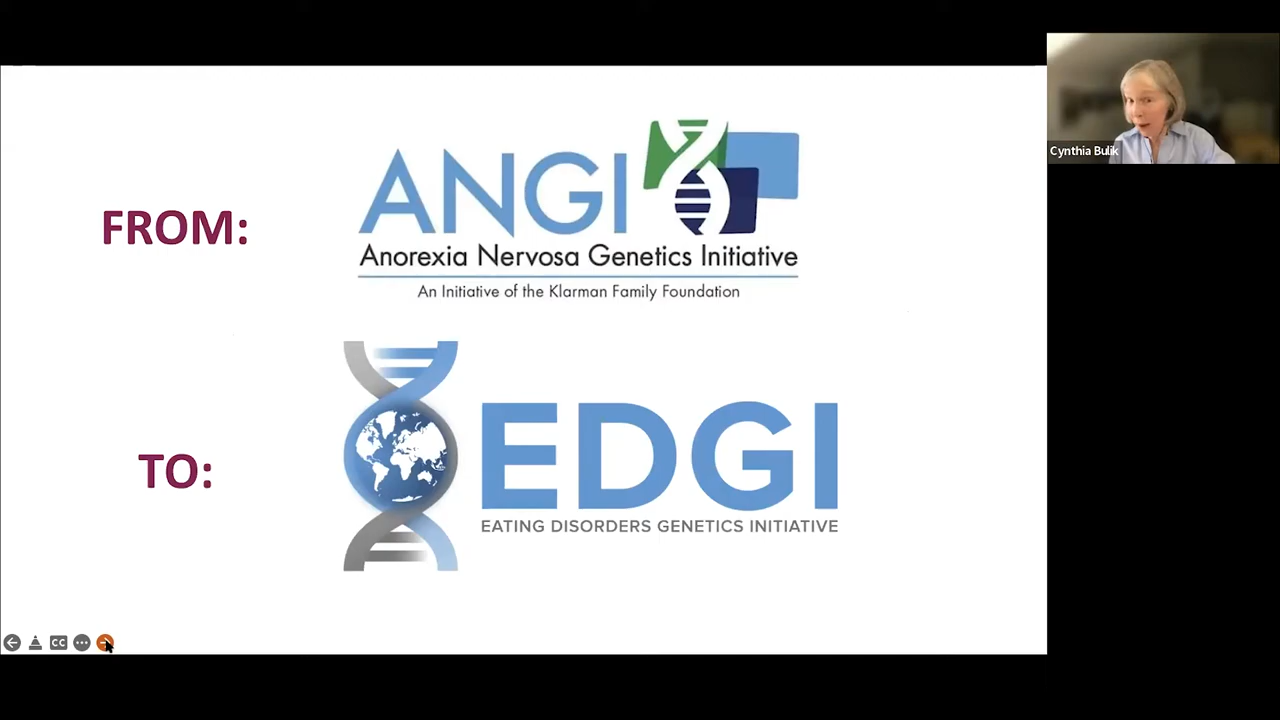 FROM:
ANGI
Anorexia Nervosa Genetics Initiative
An Initiative of the Klarman Family Foundation
TO:
EDGI
EATING DISORDERS GENETICS INITIATIVE
Cynthia Bulik
CC